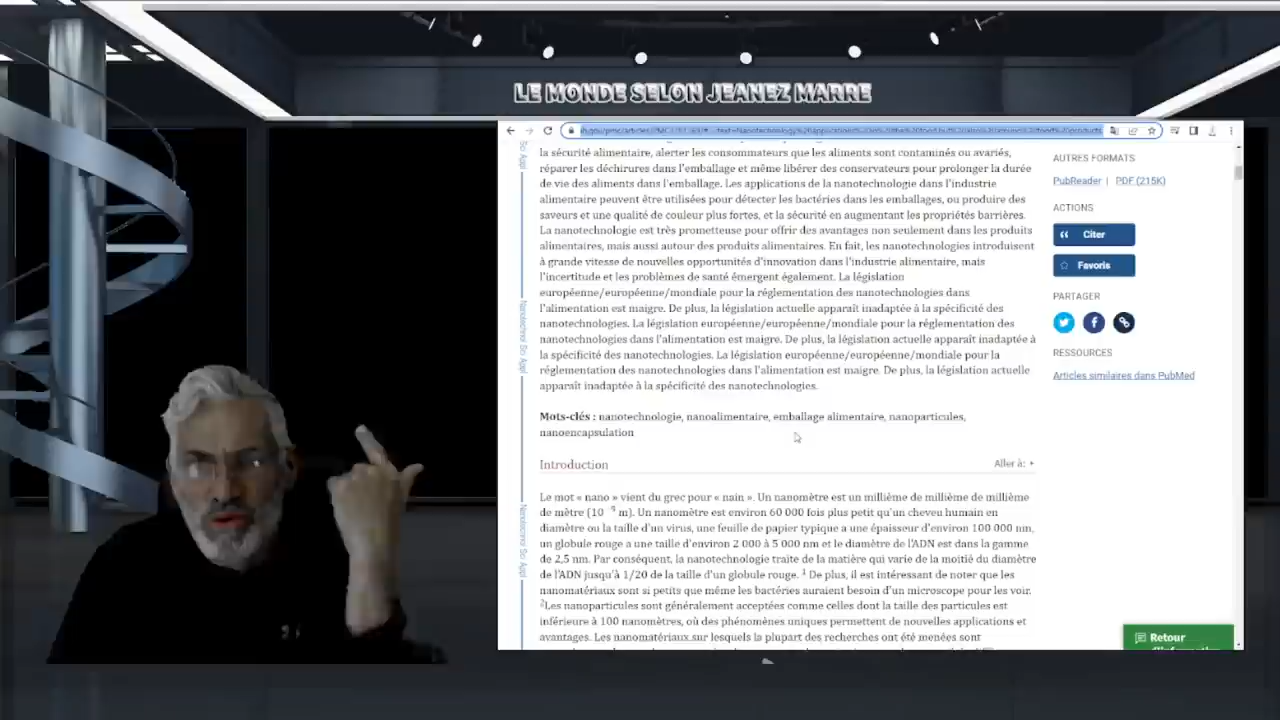 LE MONDE SELON JEANEZ MARRE
la sécurité alimentaire, alerter les consommateurs que les aliments sont contaminés ou avariés,
réparer les déchirures dans l'emballage et même libérer des conservateurs pour prolonger la durée
de vie des aliments dans l'emballage. Les applications de la nanotechnologie dans l'industrie
alimentaire peuvent être utilisées pour détecter les bactéries dans les emballages, ou produire des
saveurs et une qualité de couleur plus fortes, et la sécurité en augmentant les propriétés barrières.
La nanotechnologie est très prometteuse pour offrir des avantages non seulement dans les produits
alimentaires, mais aussi autour des produits alimentaires. En fait, les nanotechnologies introduisent
à grande vitesse de nouvelles opportunités d'innovation dans l'industrie alimentaire, mais
l'incertitude et les problèmes de santé émergent également. La législation
européenne/européenne/mondiale pour la réglementation des nanotechnologies dans
l'alimentation est maigre. De plus, la législation actuelle apparaît inadaptée à la spécificité des
nanotechnologies. La législation européenne/européenne/mondiale pour la réglementation des
nanotechnologies dans l'alimentation est maigre. De plus, la législation actuelle apparaît inadaptée à
la spécificité des nanotechnologies. La législation européenne/européenne/mondiale pour la
réglementation des nanotechnologies dans l'alimentation est maigre. De plus, la législation actuelle
apparaît inadaptée à la spécificité des nanotechnologies.
Mots-clés : nanotechnologie, nanoalimentaire, emballage alimentaire, nanoparticules,
nanoencapsulation
Introduction
Aller à:
Le mot « nano » vient du grec pour « nain ». Un nanomètre est un millième de millième de millième
de mètre (10 ⁻⁹ m). Un nanomètre est environ 60 000 fois plus petit qu'un cheveu humain en
diamètre ou la taille d'un virus, une feuille de papier typique a une épaisseur d'environ 100 000 nm,
un globule rouge a une taille d'environ 2 000 à 5 000 nm et le diamètre de l'ADN est dans la gamme
de 2,5 nm. Par conséquent, la nanotechnologie traite de la matière qui varie de la moitié du diamètre
de l'ADN jusqu'à 1/20 de la taille d'un globule rouge. ¹ De plus, il est intéressant de noter que les
nanomatériaux sont si petits que même les bactéries auraient besoin d'un microscope pour les voir.
²Les nanoparticules sont généralement acceptées comme celles dont la taille des particules est
inférieure à 100 nanomètres, où des phénomènes uniques permettent de nouvelles applications et
avantages. Les nanomatériaux sur lesquels la plupart des recherches ont été menées sont
AUTRES FORMATS
PubReader | PDF (215K)
ACTIONS
Citer
Favoris
PARTAGER
RESSOURCES
Articles similaires dans PubMed
Retour
Sci Appl
Nanotechnol Sci Appl
Nanotechnol Sci Appl